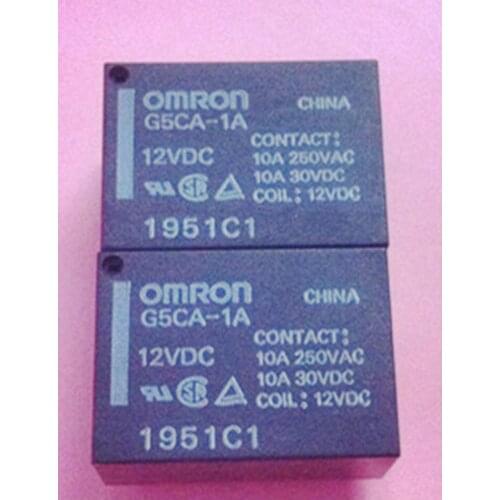 OMRON CHINA
G5CA-1A
CONTACT:
12VDC 10A 250VAC
10A 30VDC
COIL: 12VDC
1951C1
OMRON CHINA
G5CA-1A
CONTACT:
12VDC 10A 250VAC
10A 30VDC
COIL: 12VDC
1951C1